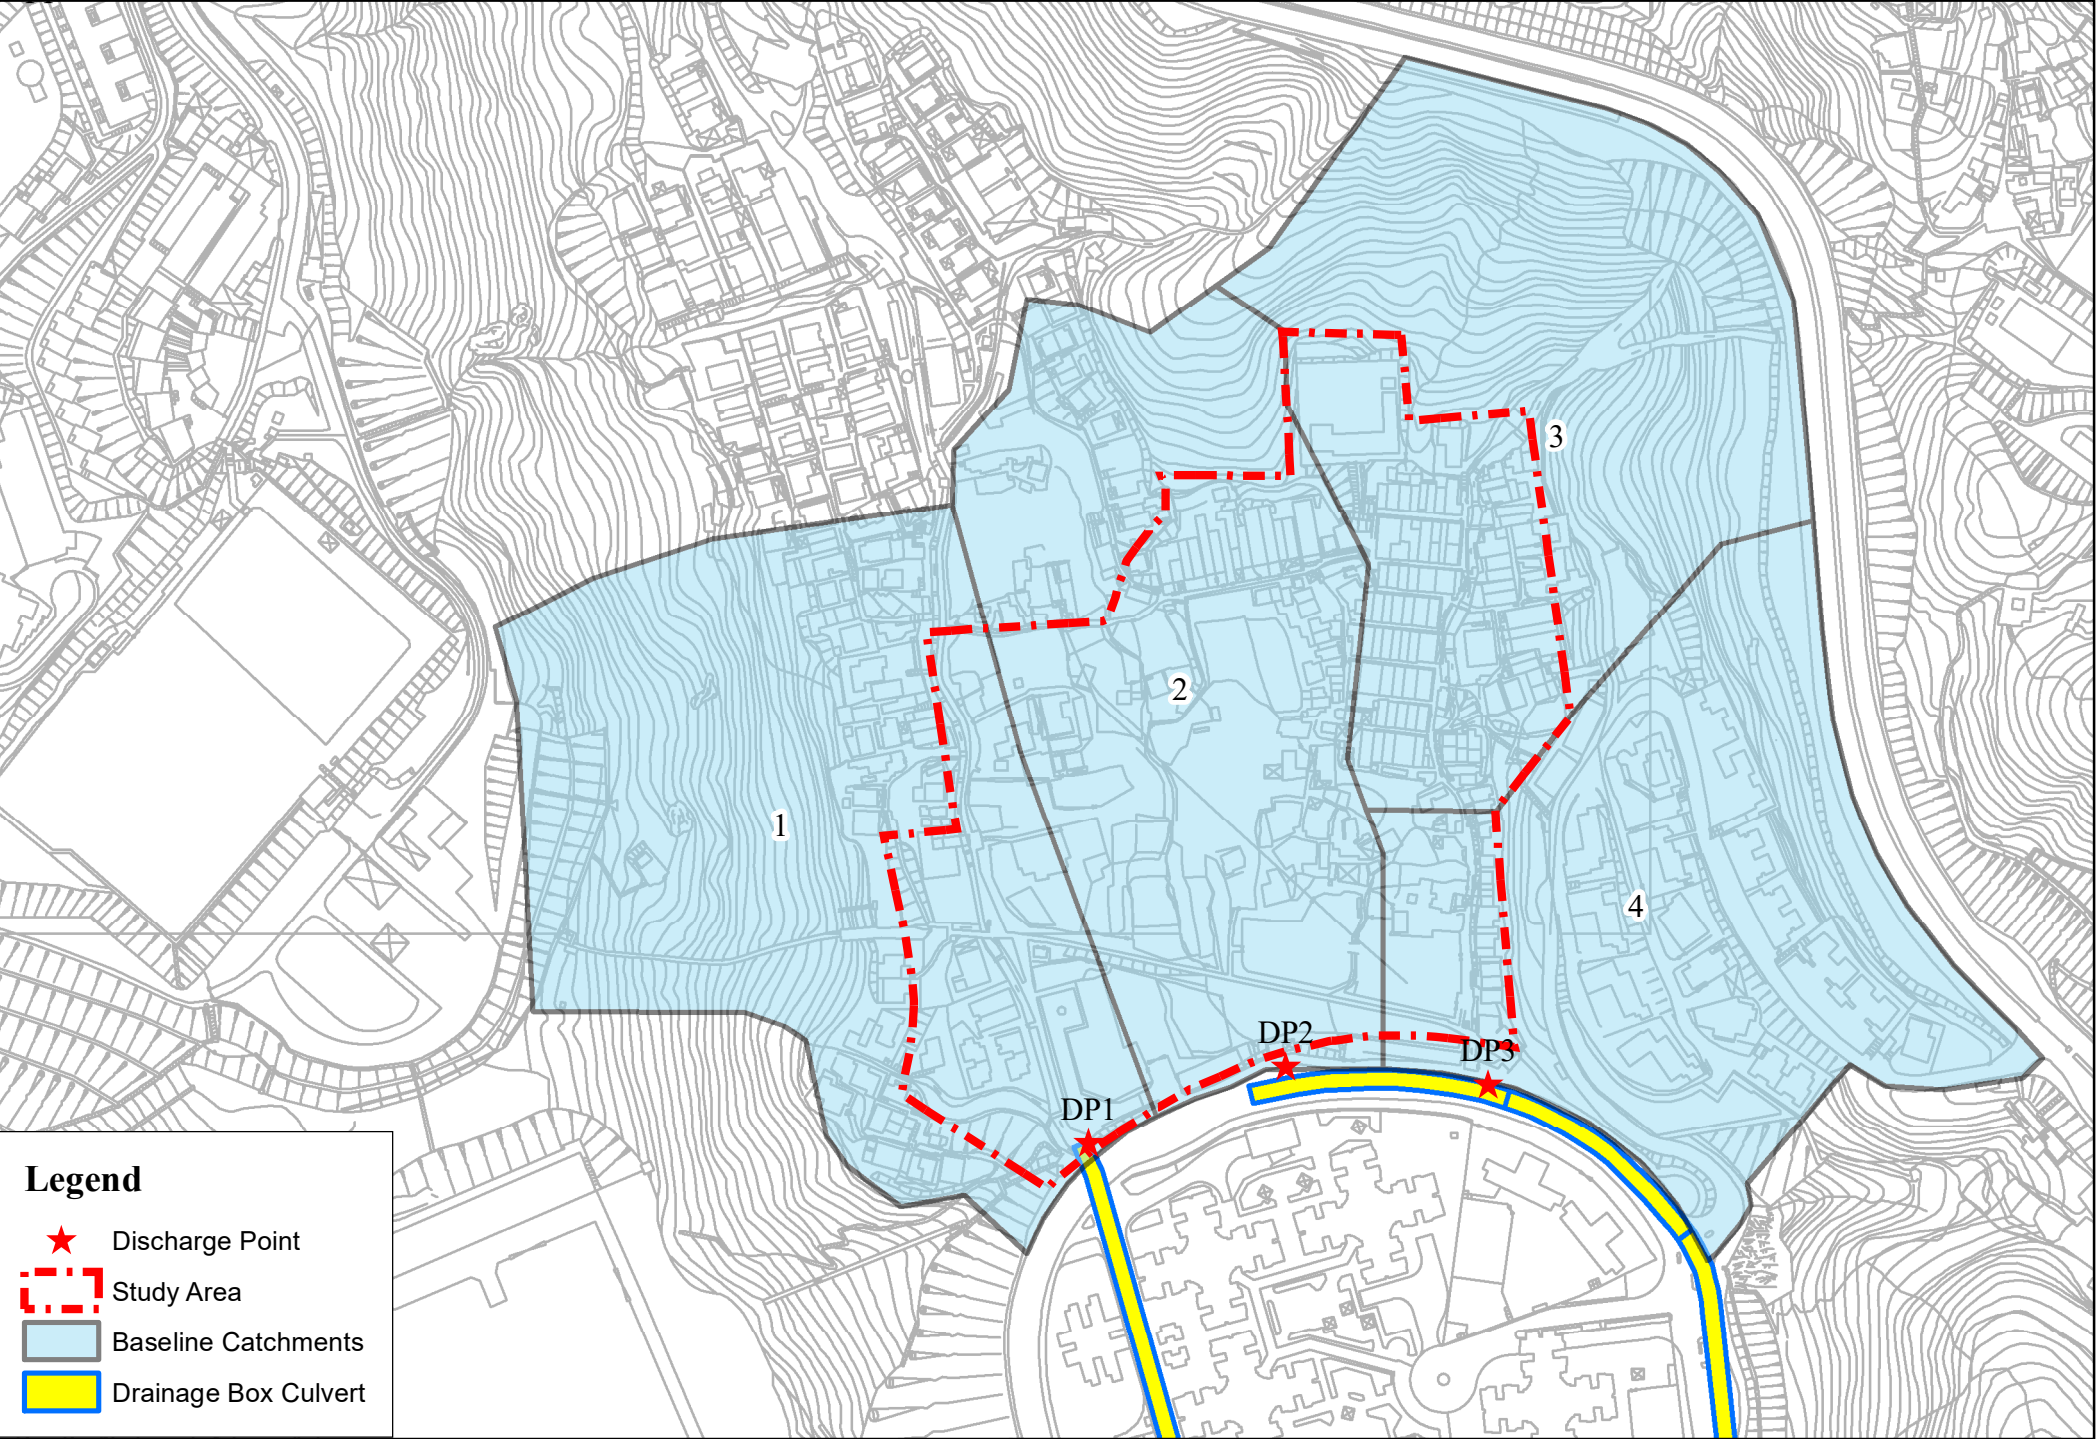 3
2
1
4
DP2
DP3
DP1
Legend
Discharge Point
Study Area
Baseline Catchments
Drainage Box Culvert